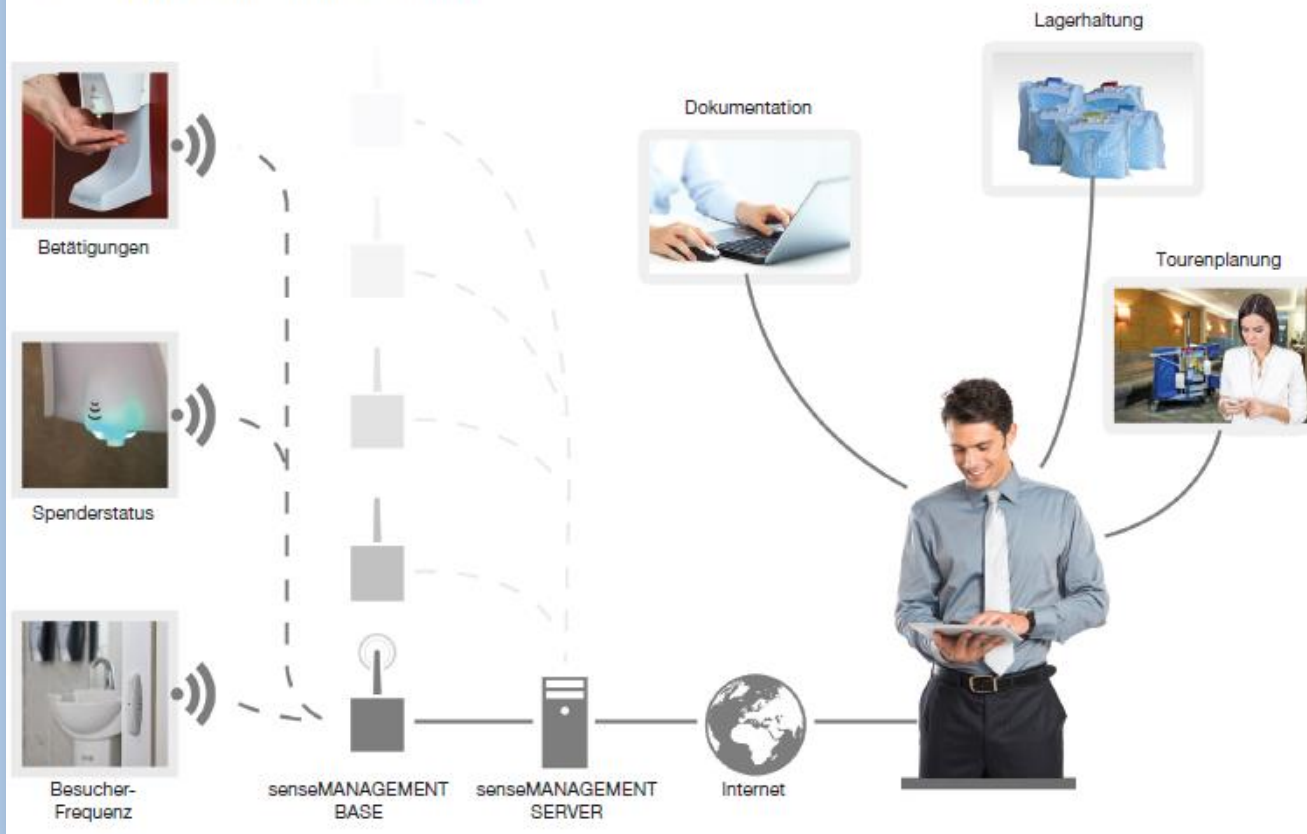 Lagerhaltung
Dokumentation
Betätigungen
Tourenplanung
Spenderstatus
Besucher-
Frequenz
senseMANAGEMENT
BASE
senseMANAGEMENT
SERVER
Internet